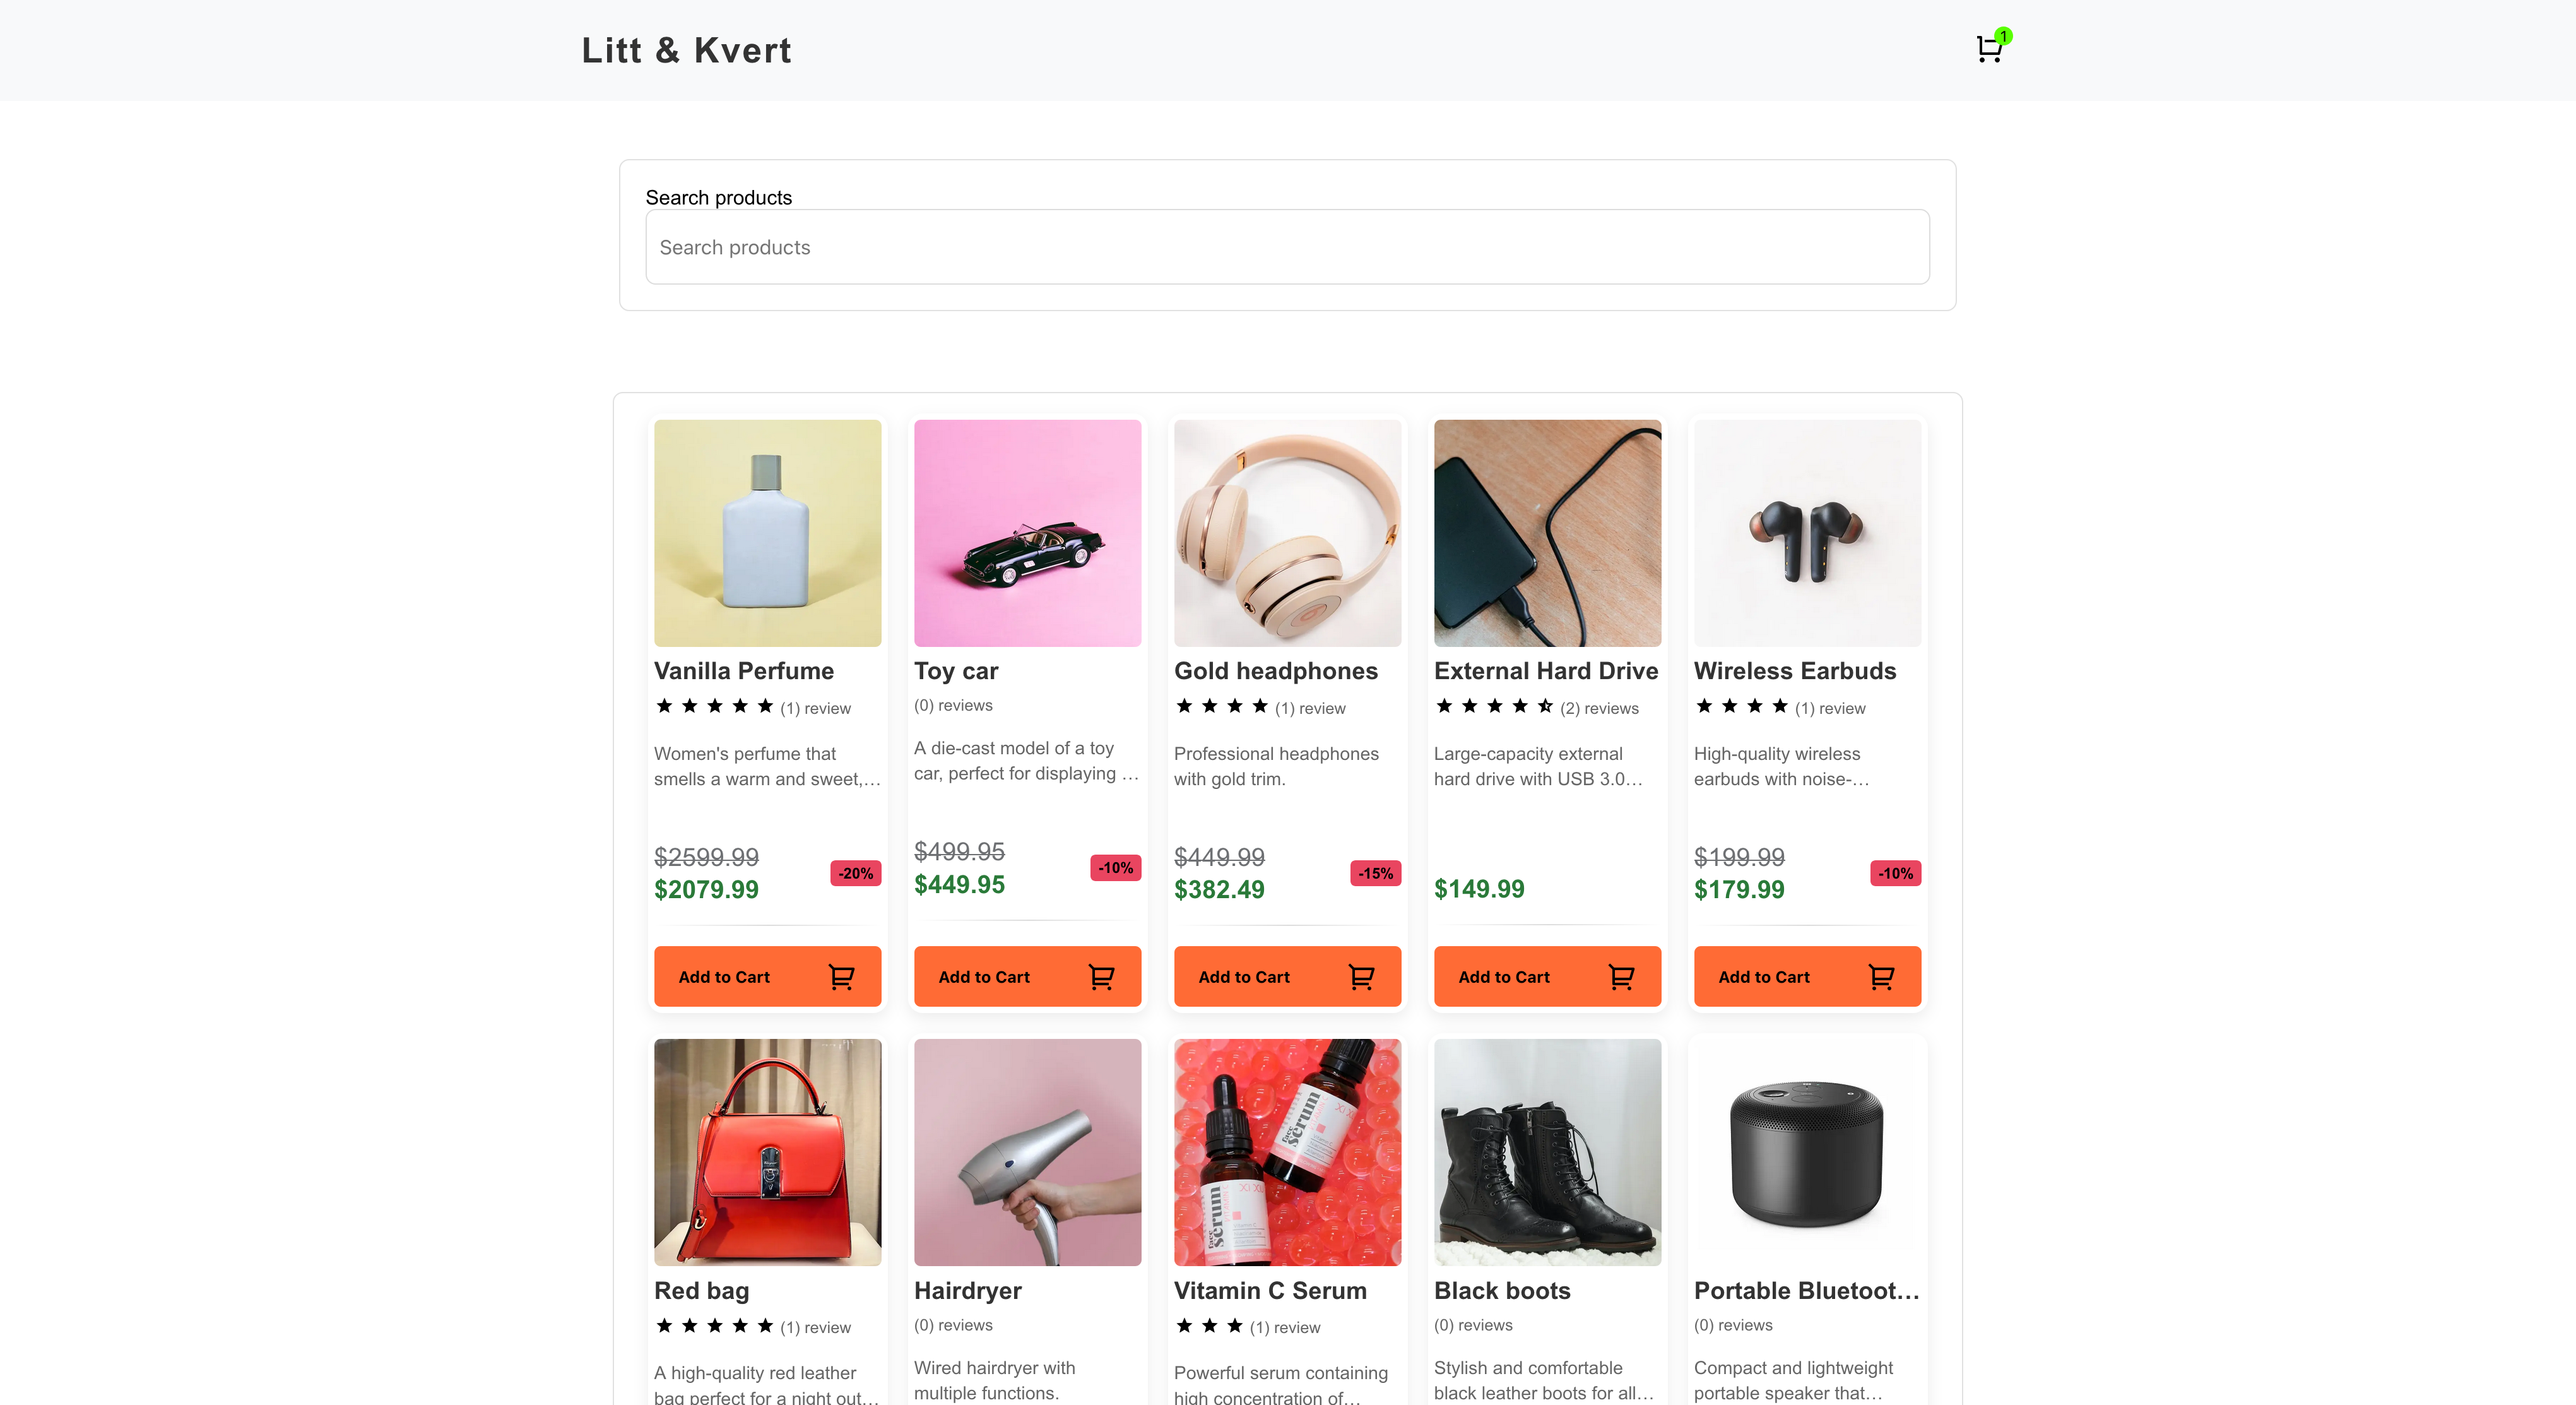 Litt & Kvert
1
Search products
Search products
Vanilla Perfume
(1) review
Women's perfume that
smells a warm and sweet,…
$2599.99
$2079.99
-20%
Add to Cart
Toy car
(0) reviews
A die-cast model of a toy
car, perfect for displaying …
$499.95
$449.95
-10%
Add to Cart
Gold headphones
(1) review
Professional headphones
with gold trim.
$449.99
$382.49
-15%
Add to Cart
External Hard Drive
(2) reviews
Large-capacity external
hard drive with USB 3.0…
$149.99
Add to Cart
Wireless Earbuds
(1) review
High-quality wireless
earbuds with noise-…
$199.99
$179.99
-10%
Add to Cart
Red bag
(1) review
A high-quality red leather
bag perfect for a night out…
Hairdryer
(0) reviews
Wired hairdryer with
multiple functions.
face
serum
face
serum
Vitamin C Serum
(1) review
Powerful serum containing
high concentration of…
Black boots
(0) reviews
Stylish and comfortable
black leather boots for all…
Portable Bluetoot…
(0) reviews
Compact and lightweight
portable speaker that…